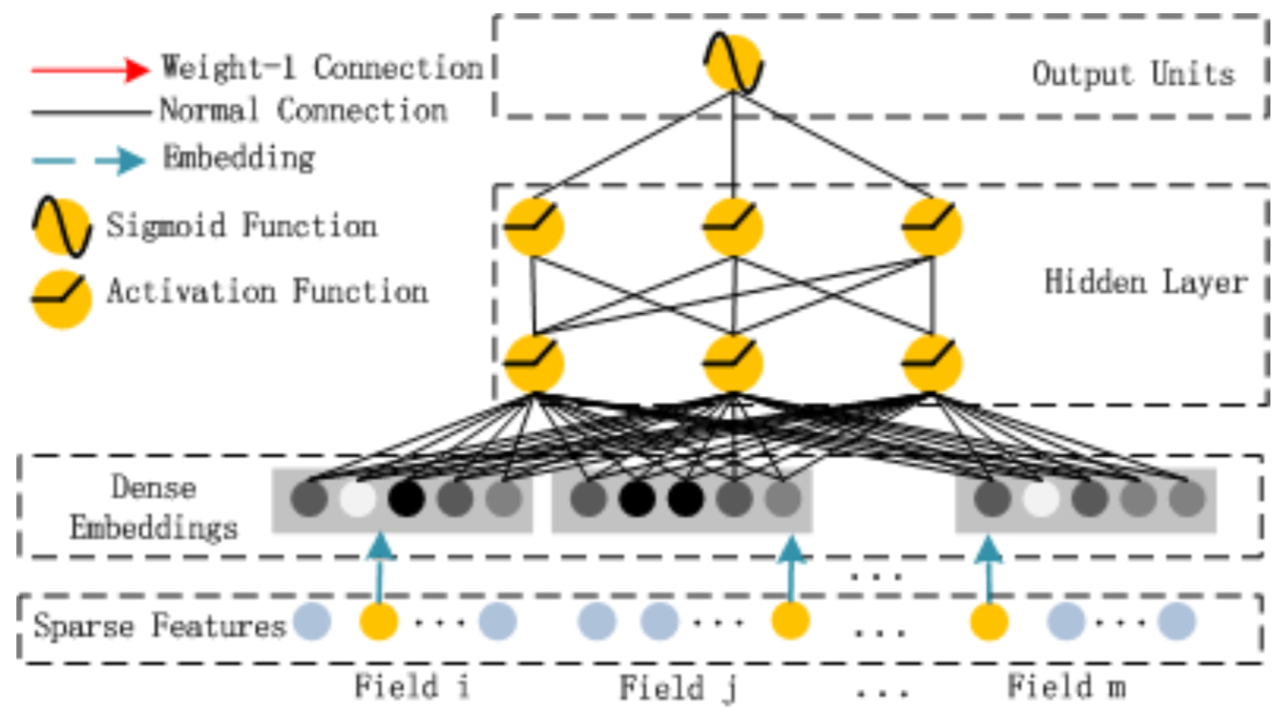 Weight-1 Connection
Normal Connection
Embedding
Sigmoid Function
Activation Function
Output Units
Hidden Layer
Dense
Embeddings
...
Sparse Features
...
...
...
...
Field i
Field j
...
Field m